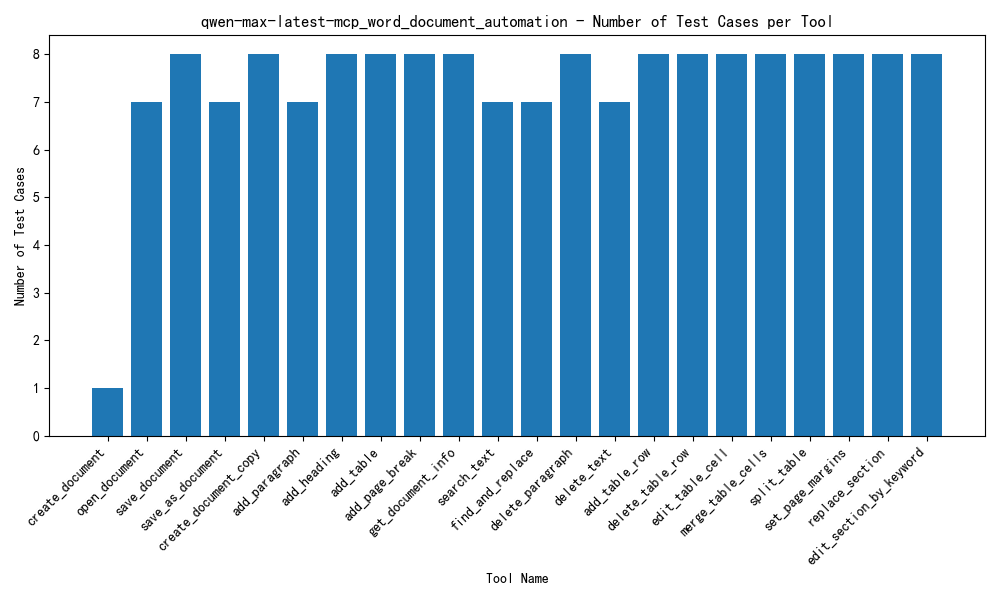 qwen-max-latest-mcp_word_document_automation - Number of Test Cases per Tool
Number of Test Cases
8
7
6
5
4
3
2
1
0
create_document
open_document
save_document
save_as_document
create_document_copy
add_paragraph
add_heading
add_table
add_page_break
get_document_info
search_text
find_and_replace
delete_paragraph
delete_text
add_table_row
delete_table_row
edit_table_cell
merge_table_cells
split_table
set_page_margins
replace_section
edit_section_by_keyword
Tool Name